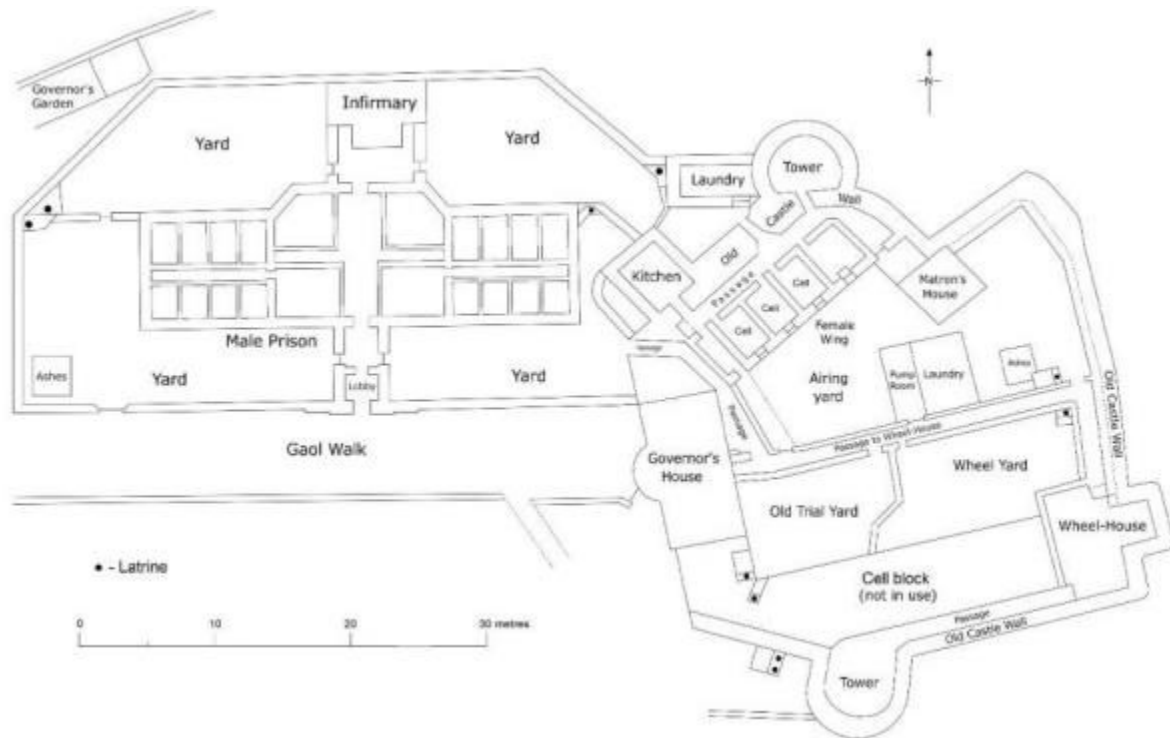 Governor's
Garden
Infirmary
Yard
Yard
N
Laundry
Tower
Castle
Wall
Old
Kitchen
Passage
Cell
Cell
Cell
Matron's
House
Female
Wing
Male Prison
Ashes
Yard
Lobby
Yard
Airing
yard
Pump
Room
Laundry
Ashes
Old Castle Wall
Passage
Passage to Wheel-House
Gaol Walk
Governor's
House
Wheel Yard
Old Trial Yard
Wheel-House
Cell block
(not in use)
Passage
Old Castle Wall
Tower
- Latrine
0 10 20 30 metres